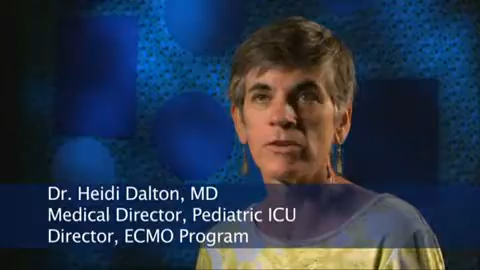 Dr. Heidi Dalton, MD
Medical Director, Pediatric ICU
Director, ECMO Program